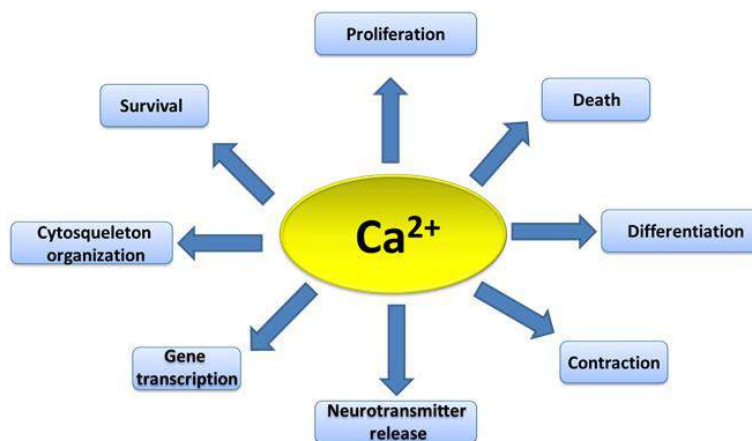 Proliferation
Survival
Death
Ca²⁺
Cytosqueleton
organization
Differentiation
Gene
transcription
Contraction
Neurotransmitter
release